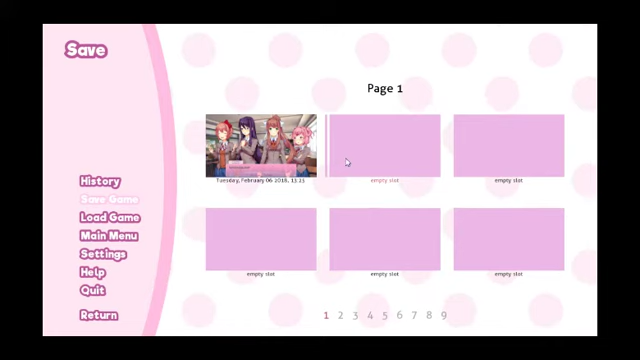 Save
Page 1
Tuesday, February 06 2018, 13:23
empty slot
empty slot
History
Save Game
Load Game
Main Menu
Settings
Help
Quit
Return
empty slot
empty slot
empty slot
1 2 3 4 5 6 7 8 9